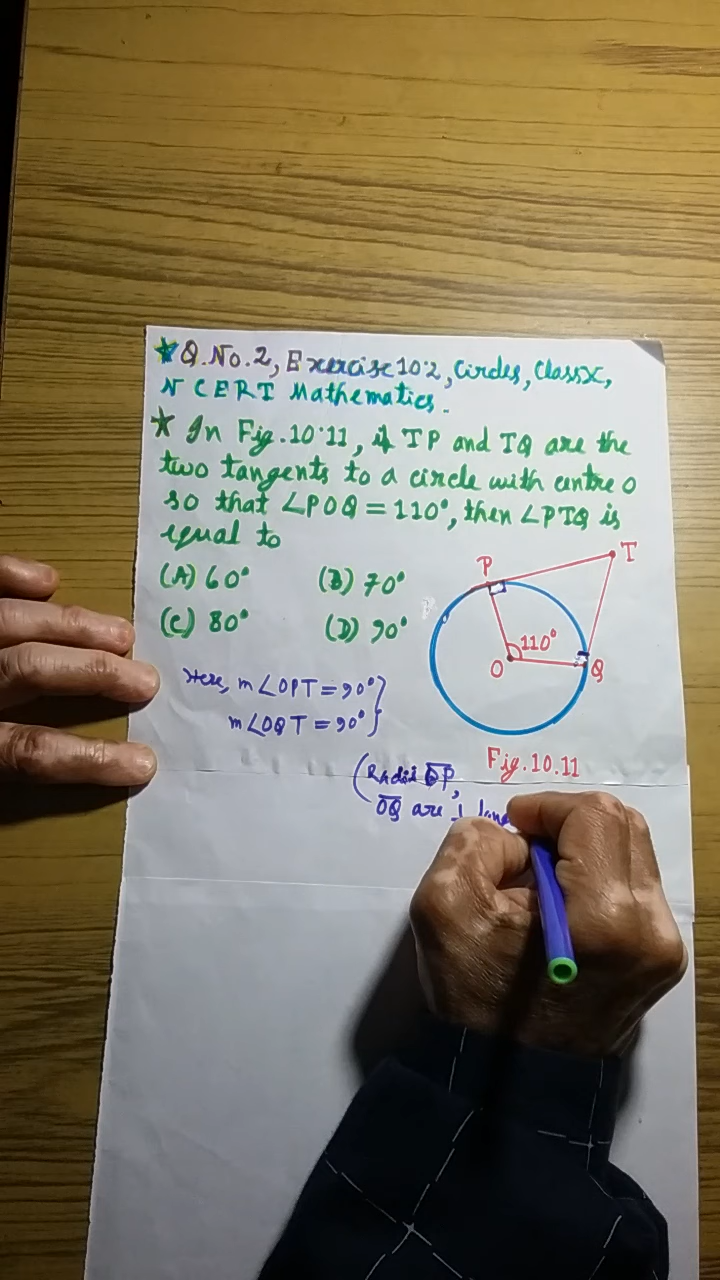 ★ Q.No.2, Exercise 10.2, Circles, Class X,
NCERT Mathematics.
★ In Fig.10.11, if TP and TQ are the
two tangents to a circle with centre O
so that ∠POQ = 110°, then ∠PTQ is
equal to
(A) 60° (B) 70°
(C) 80° (D) 90°
P
T
110°
O
Q
Fig.10.11
Here, m∠OPT = 90°}
m∠OQT = 90°}
(Radii O̅P̅,
O̅Q̅ are ⊥